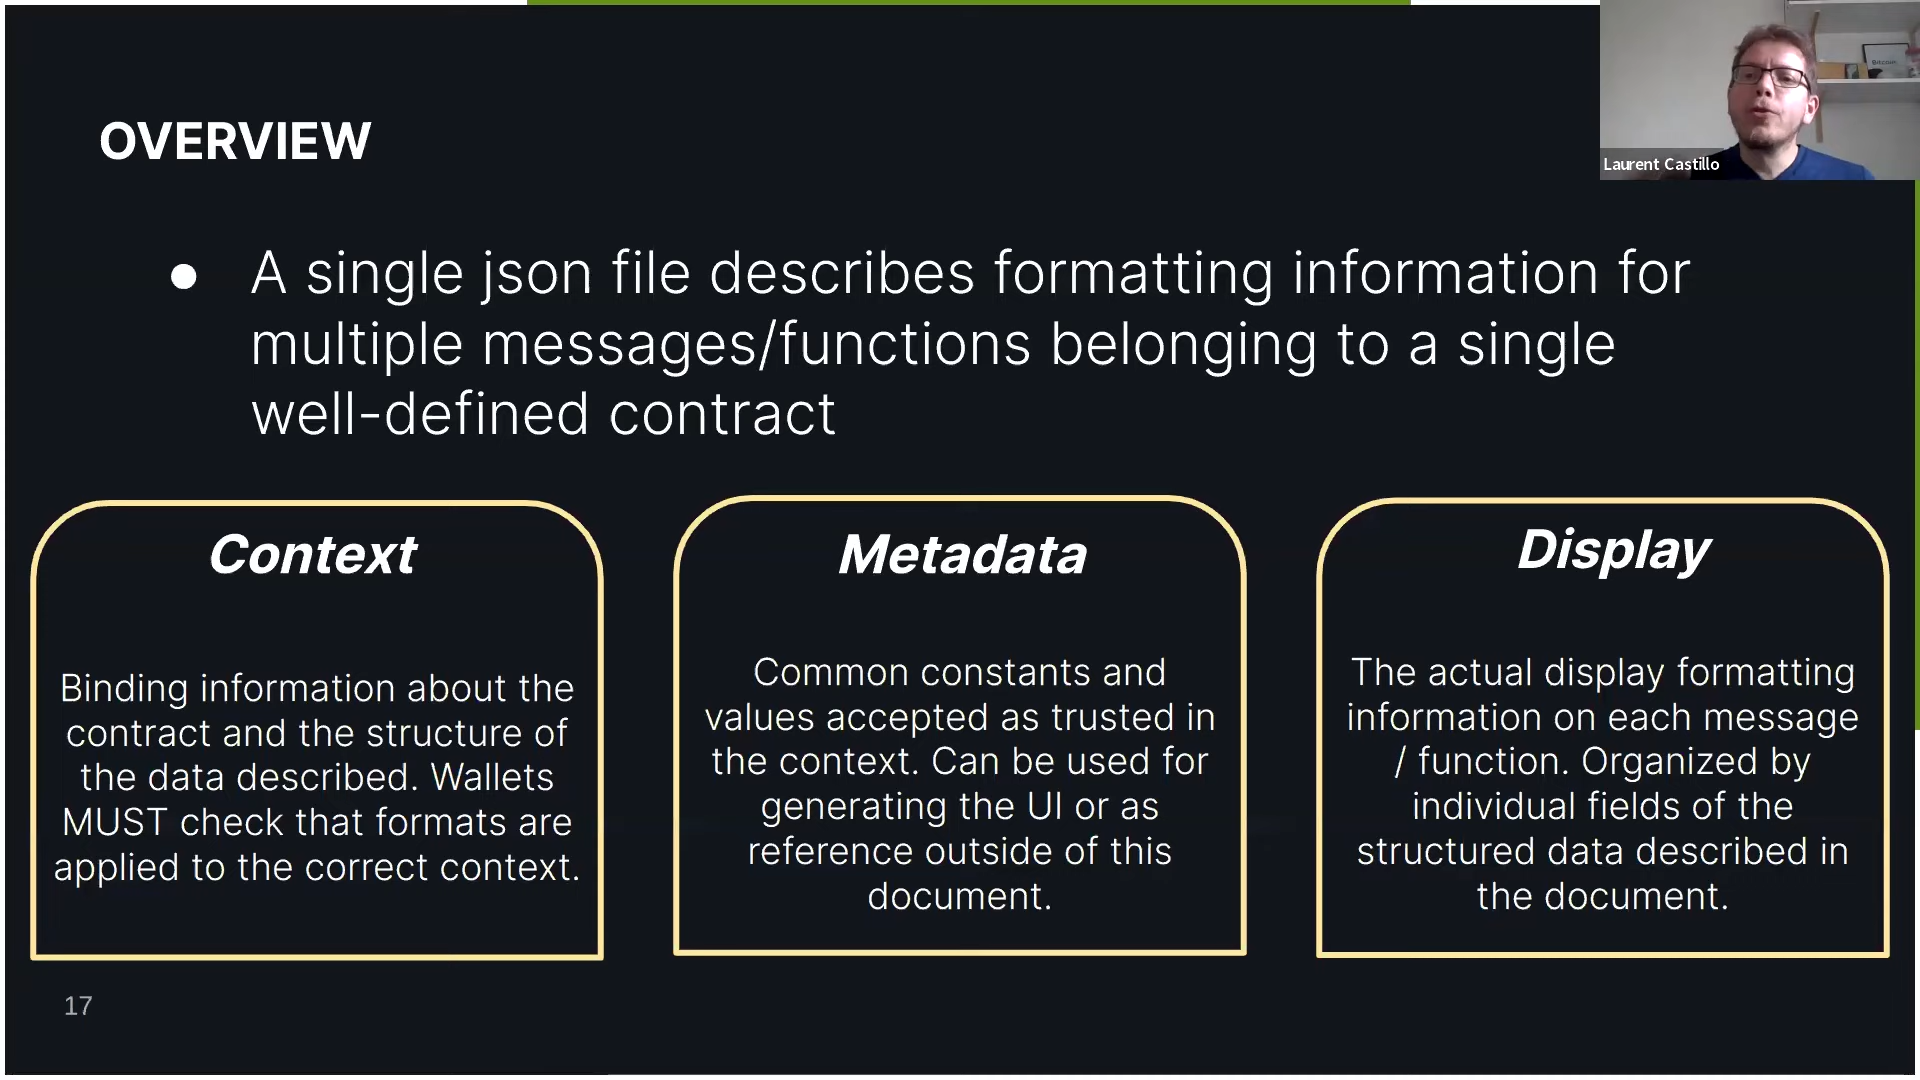 OVERVIEW
Bitcoin
Laurent Castillo
● A single json file describes formatting information for
multiple messages/functions belonging to a single
well-defined contract
Context
Binding information about the
contract and the structure of
the data described. Wallets
MUST check that formats are
applied to the correct context.
Metadata
Common constants and
values accepted as trusted in
the context. Can be used for
generating the UI or as
reference outside of this
document.
Display
The actual display formatting
information on each message
/ function. Organized by
individual fields of the
structured data described in
the document.
17